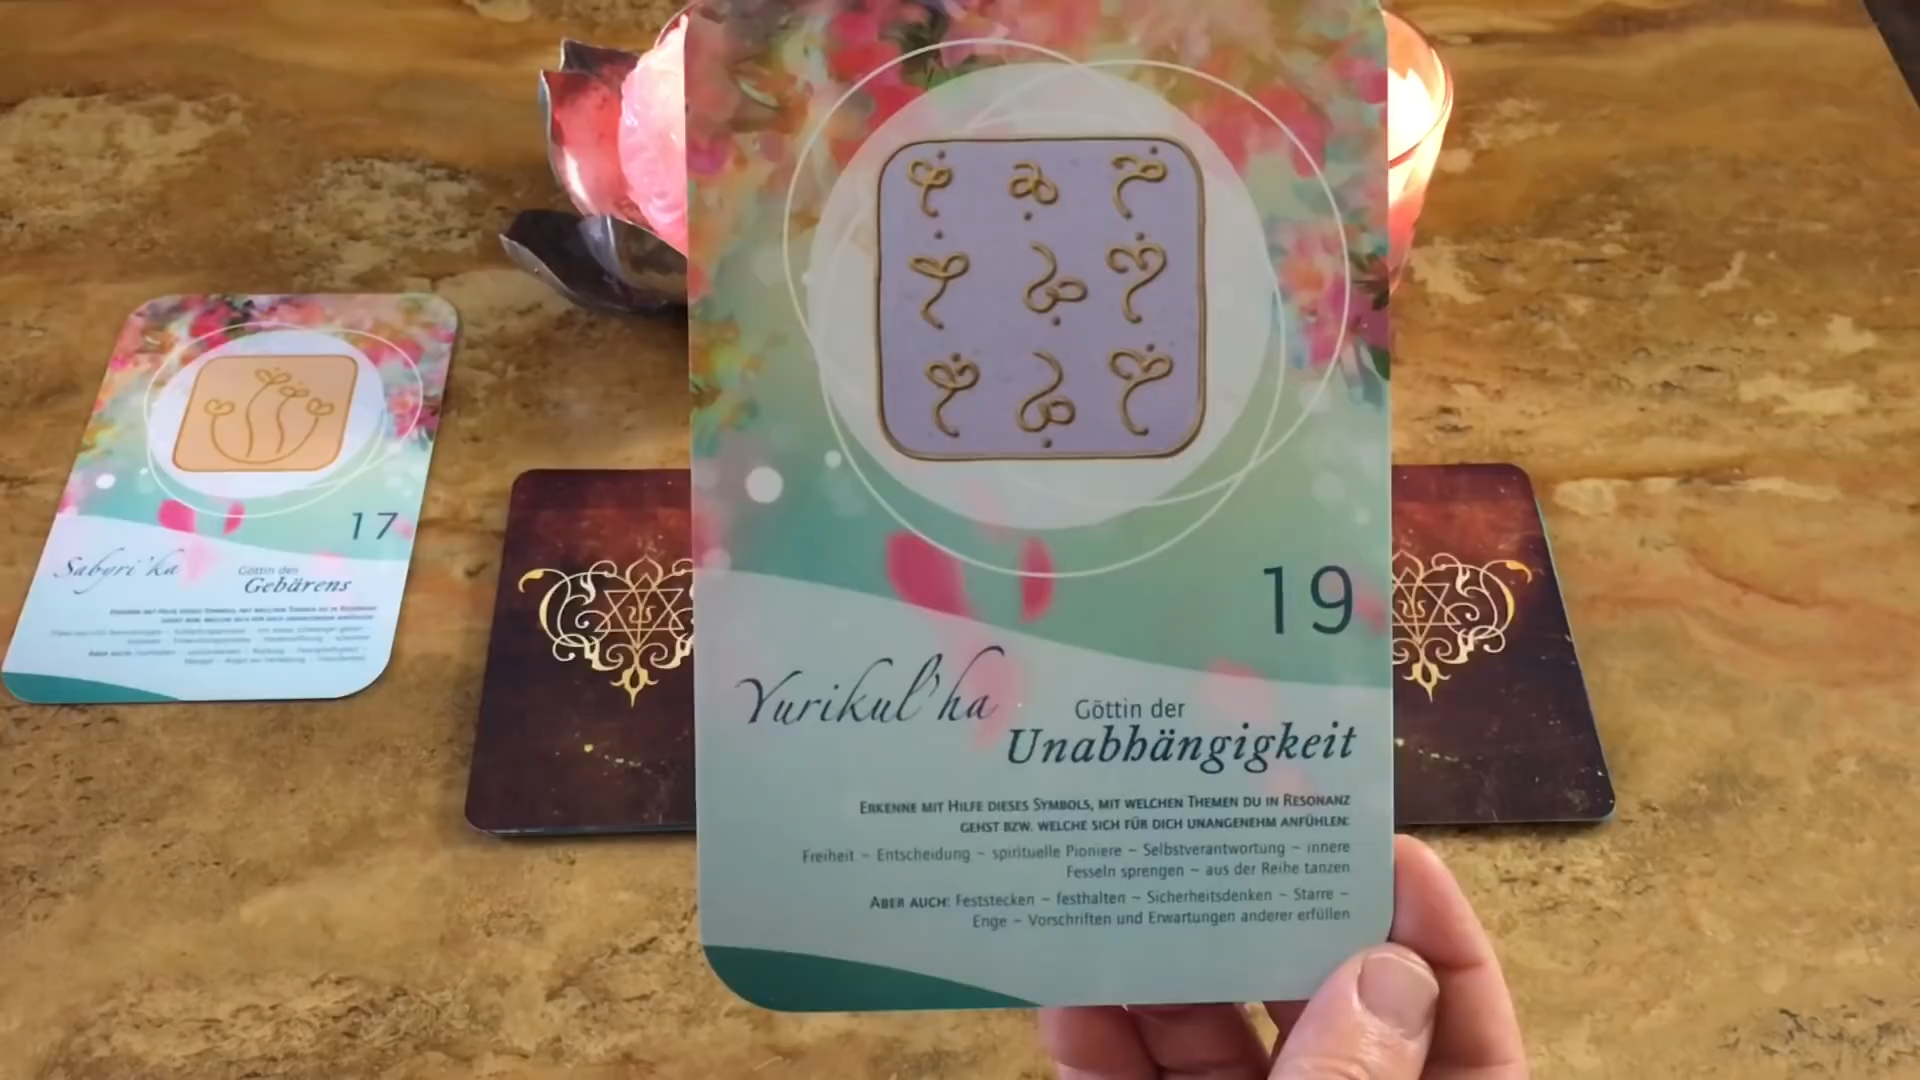 17
Sabyri'ka
Göttin des
Gebärens
19
Yurikul'ha
Göttin der
Unabhängigkeit
Erkenne mit Hilfe dieses Symbols, mit welchen Themen du in Resonanz
gehst bzw. welche sich für dich unangenehm anfühlen:
Freiheit – Entscheidung – spirituelle Pioniere – Selbstverantwortung – innere
Fesseln sprengen – aus der Reihe tanzen
Aber auch: Feststecken – festhalten – Sicherheitsdenken – Starre –
Enge – Vorschriften und Erwartungen anderer erfüllen